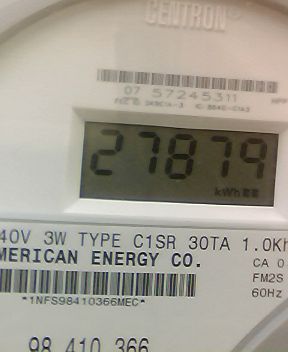 CENTRON®
07 57245311
27879
kWh
40V 3W TYPE C1SR 30TA 1.0Kh
MERICAN ENERGY CO.
CA 0
FM2S
60Hz
*1NFS98410366MEC*
98 410 366